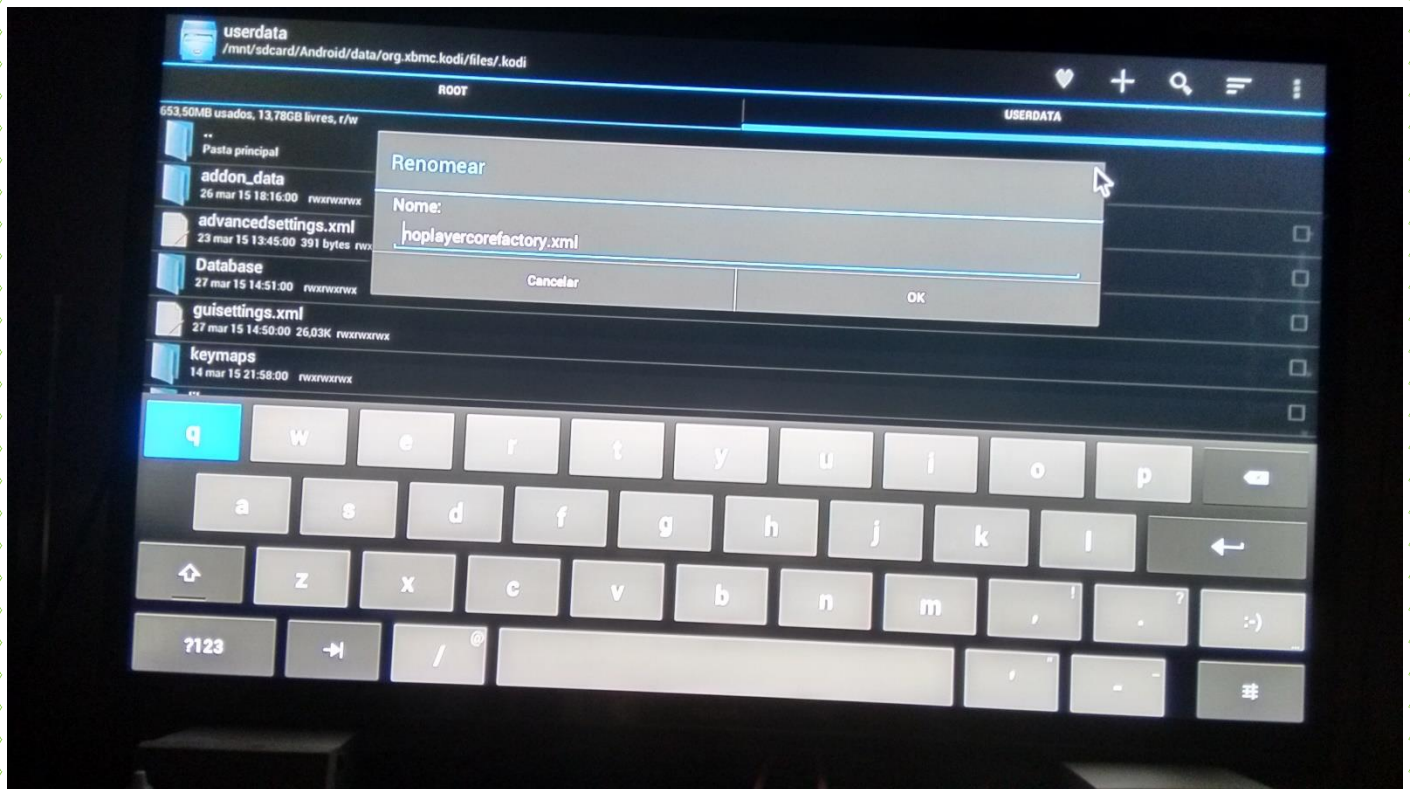 userdata
/mnt/sdcard/Android/data/org.xbmc.kodi/files/.kodi
ROOT
USERDATA
653,50MB usados, 13,78GB livres, r/w
..
Pasta principal
addon_data
26 mar 15 18:16:00 rwxrwxrwx
advancedsettings.xml
23 mar 15 13:45:00 391 bytes rwx
Database
27 mar 15 14:51:00 rwxrwxrwx
guisettings.xml
27 mar 15 14:50:00 26,03K rwxrwxrwx
keymaps
14 mar 15 21:58:00 rwxrwxrwx
Renomear
Nome:
noplayercorefactory.xml
Cancelar OK
q w e r t y u i o p
a s d f g h j k l
z x c v b n m , ! . ? :-)
?123 / @ ' " - _